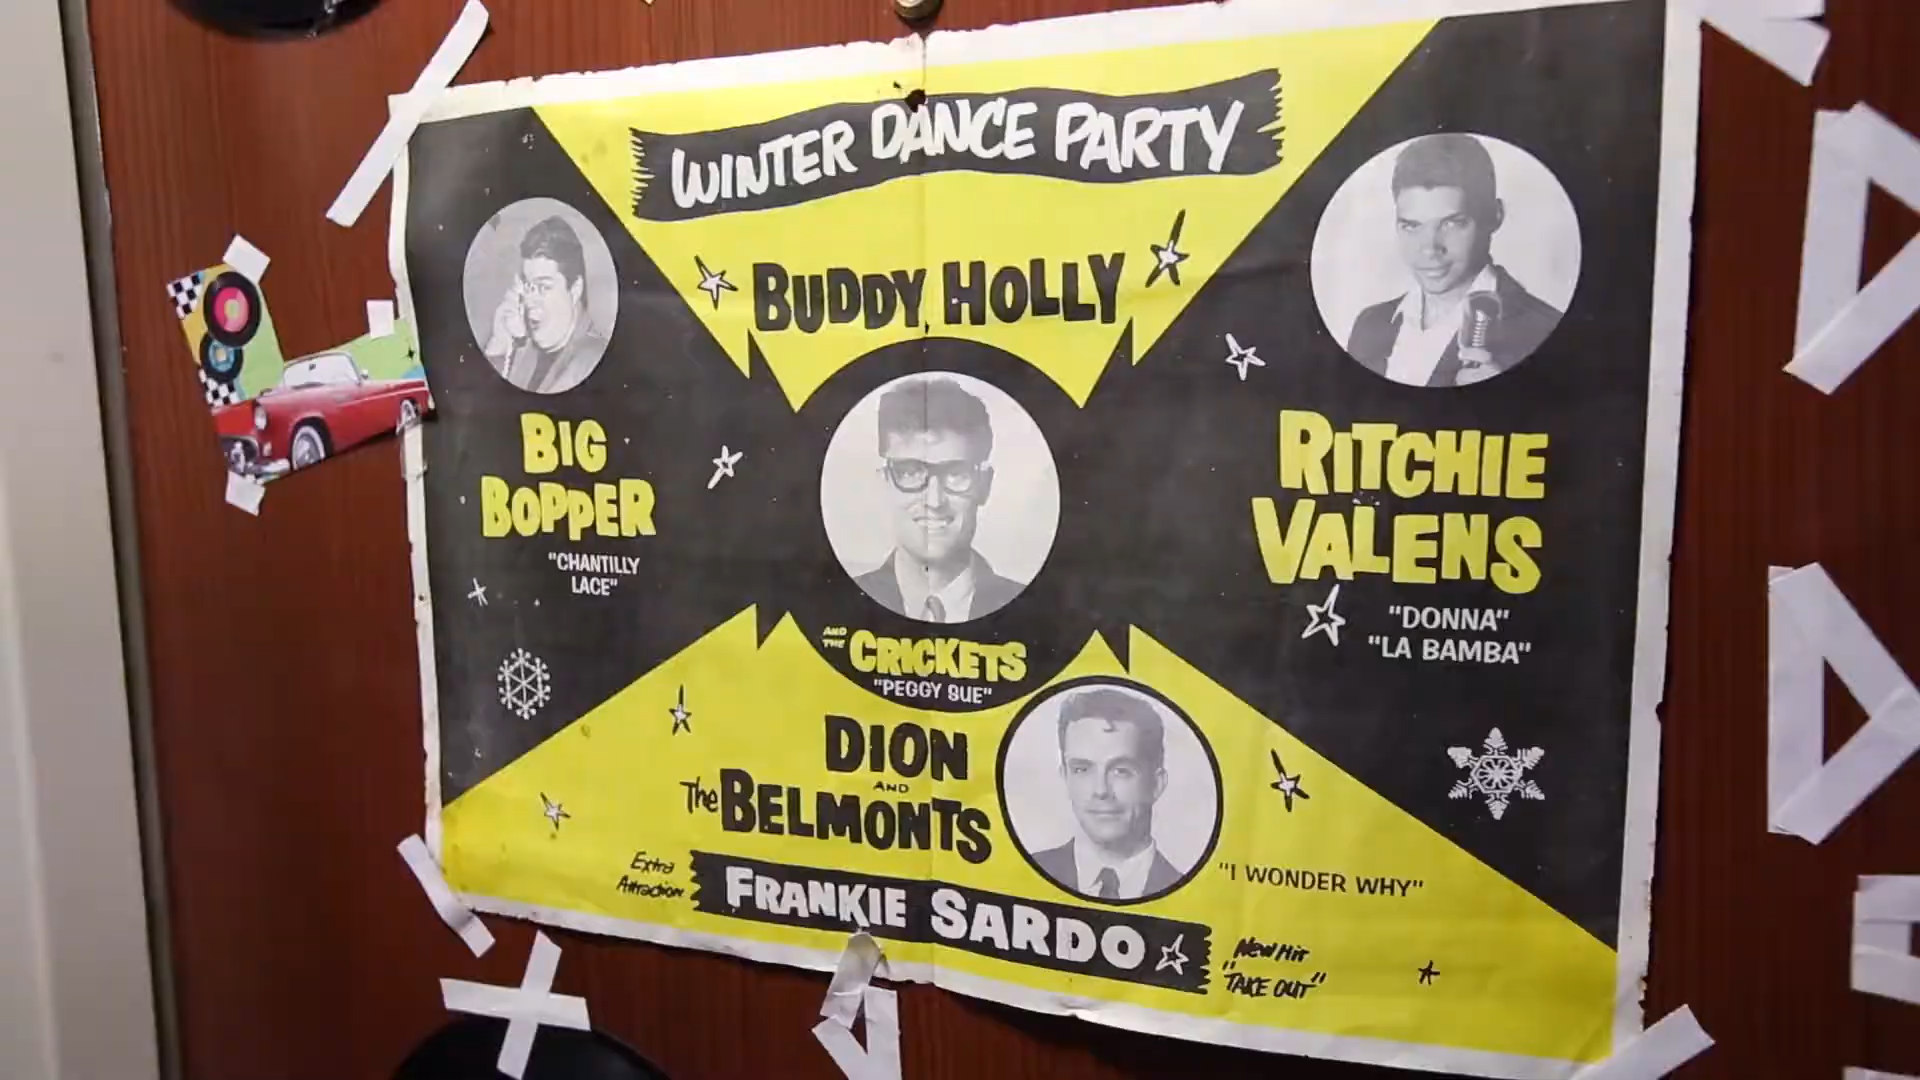 WINTER DANCE PARTY
BUDDY HOLLY
BIG
BOPPER
"CHANTILLY
LACE"
RITCHIE
VALENS
"DONNA"
"LA BAMBA"
AND
THE
CRICKETS
"PEGGY SUE"
DION
AND
The BELMONTS
"I WONDER WHY"
Extra
Attraction
FRANKIE SARDO
New Hit
"TAKE OUT"